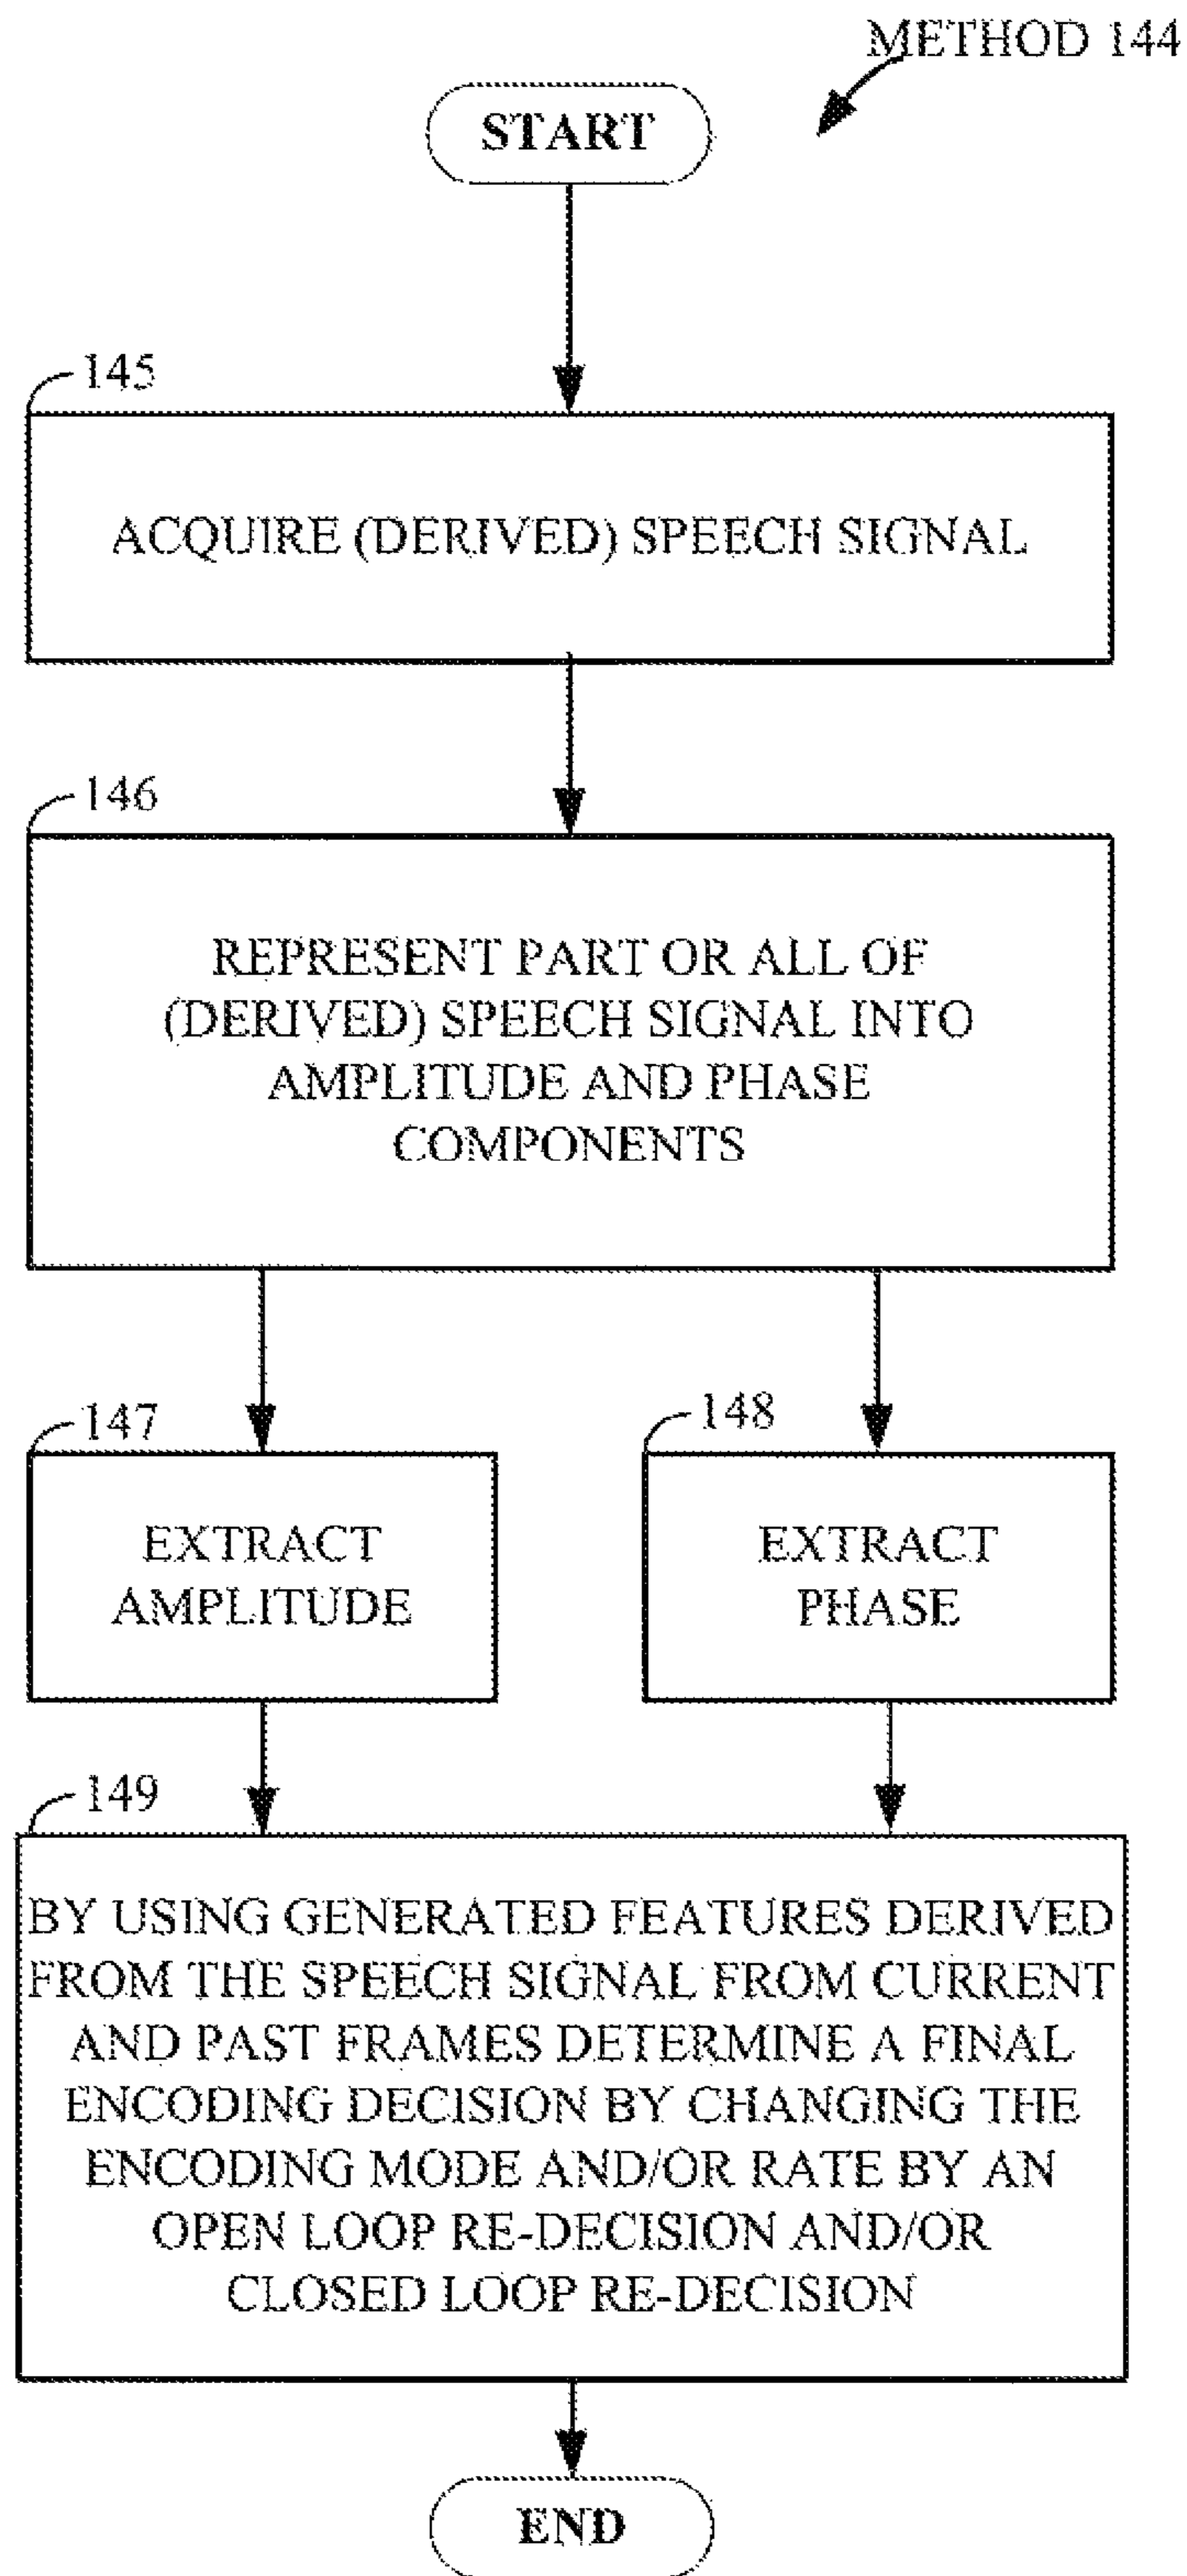 METHOD 144
START
145
ACQUIRE (DERIVED) SPEECH SIGNAL
146
REPRESENT PART OR ALL OF
(DERIVED) SPEECH SIGNAL INTO
AMPLITUDE AND PHASE
COMPONENTS
147
EXTRACT
AMPLITUDE
148
EXTRACT
PHASE
149
BY USING GENERATED FEATURES DERIVED
FROM THE SPEECH SIGNAL FROM CURRENT
AND PAST FRAMES DETERMINE A FINAL
ENCODING DECISION BY CHANGING THE
ENCODING MODE AND/OR RATE BY AN
OPEN LOOP RE-DECISION AND/OR
CLOSED LOOP RE-DECISION
END